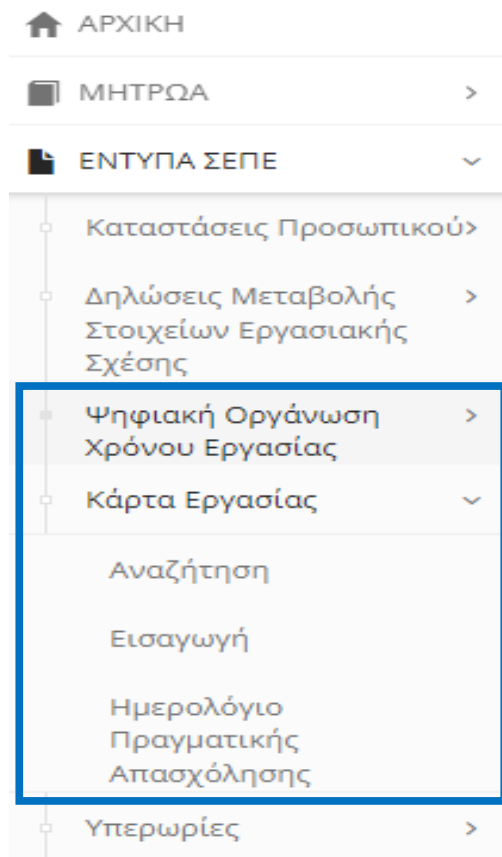 ΑΡΧΙΚΗ
ΜΗΤΡΩΑ
ΕΝΤΥΠΑ ΣΕΠΕ
Καταστάσεις Προσωπικού
Δηλώσεις Μεταβολής
Στοιχείων Εργασιακής
Σχέσης
Ψηφιακή Οργάνωση
Χρόνου Εργασίας
Κάρτα Εργασίας
Αναζήτηση
Εισαγωγή
Ημερολόγιο
Πραγματικής
Απασχόλησης
Υπερωρίες